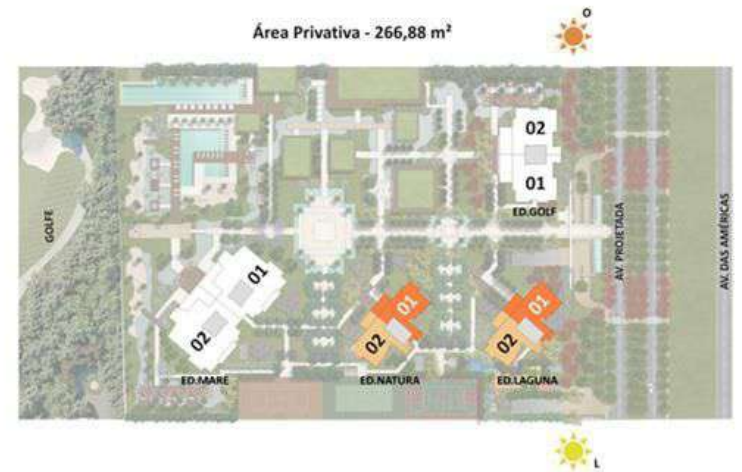 O
Área Privativa - 266,88 m²
02
01
ED.GOLF
GOLFE
AV. PROJETADA
AV. DAS AMÉRICAS
01
02
ED.MARE
01
02
ED.NATURA
01
02
ED.LAGUNA
L